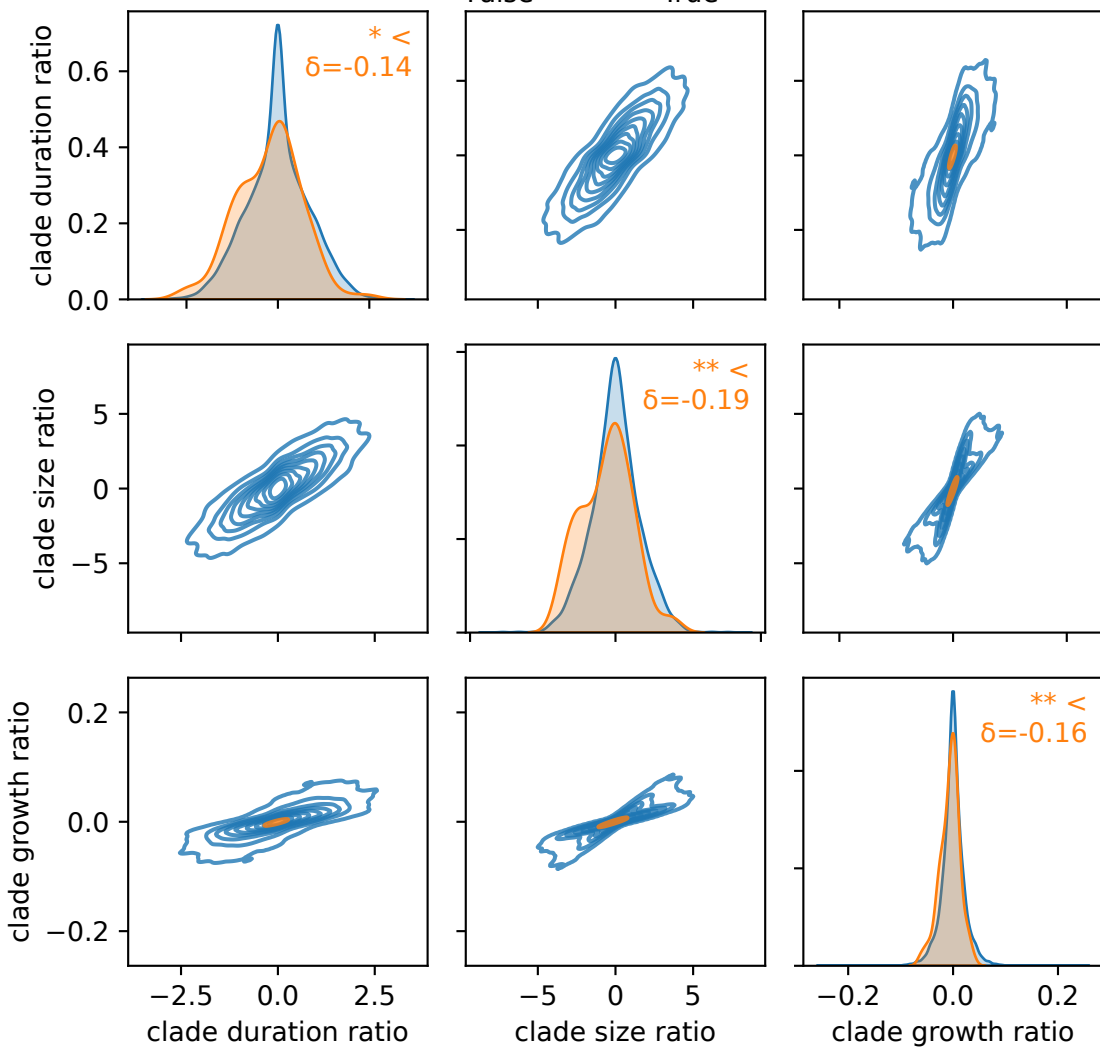 clade duration ratio
0.6
0.4
0.2
0.0
* <
δ=-0.14
clade size ratio
5
0
−5
** <
δ=-0.19
clade growth ratio
0.2
0.0
−0.2
** <
δ=-0.16
−2.5 0.0 2.5
−5 0 5
−0.2 0.0 0.2
clade duration ratio
clade size ratio
clade growth ratio